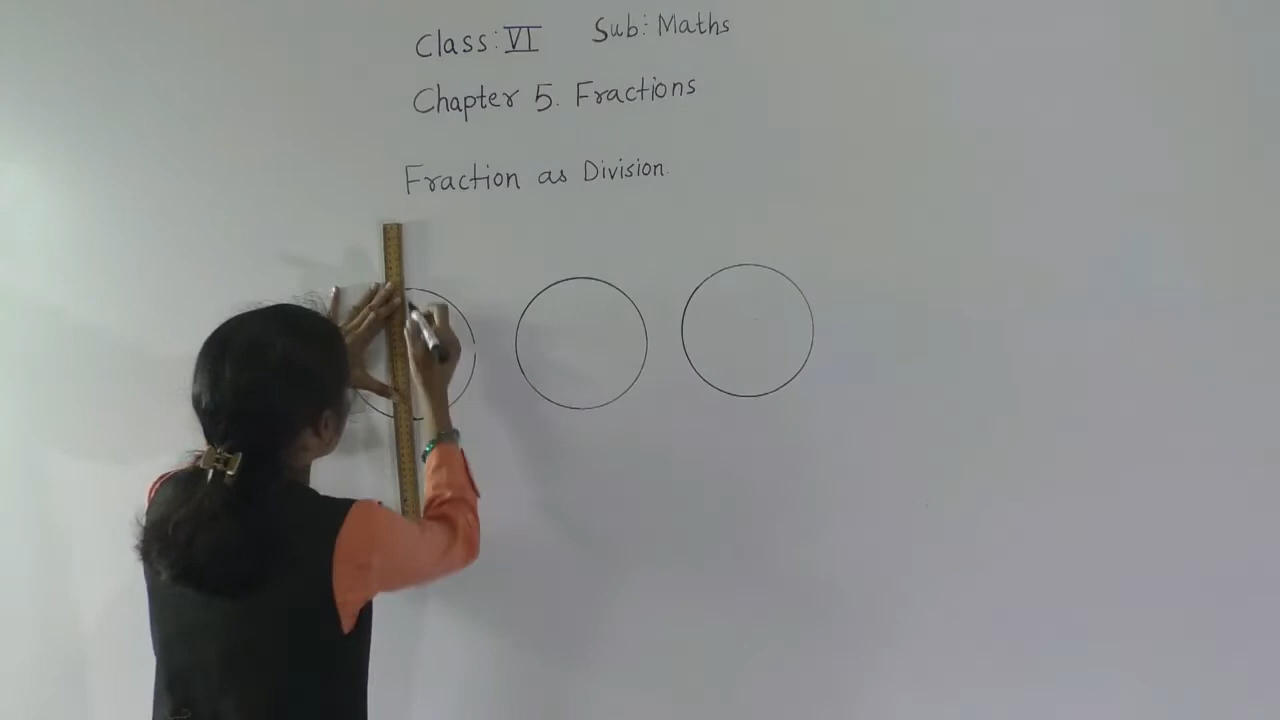 Class: VI Sub: Maths
Chapter 5. Fractions
Fraction as Division.